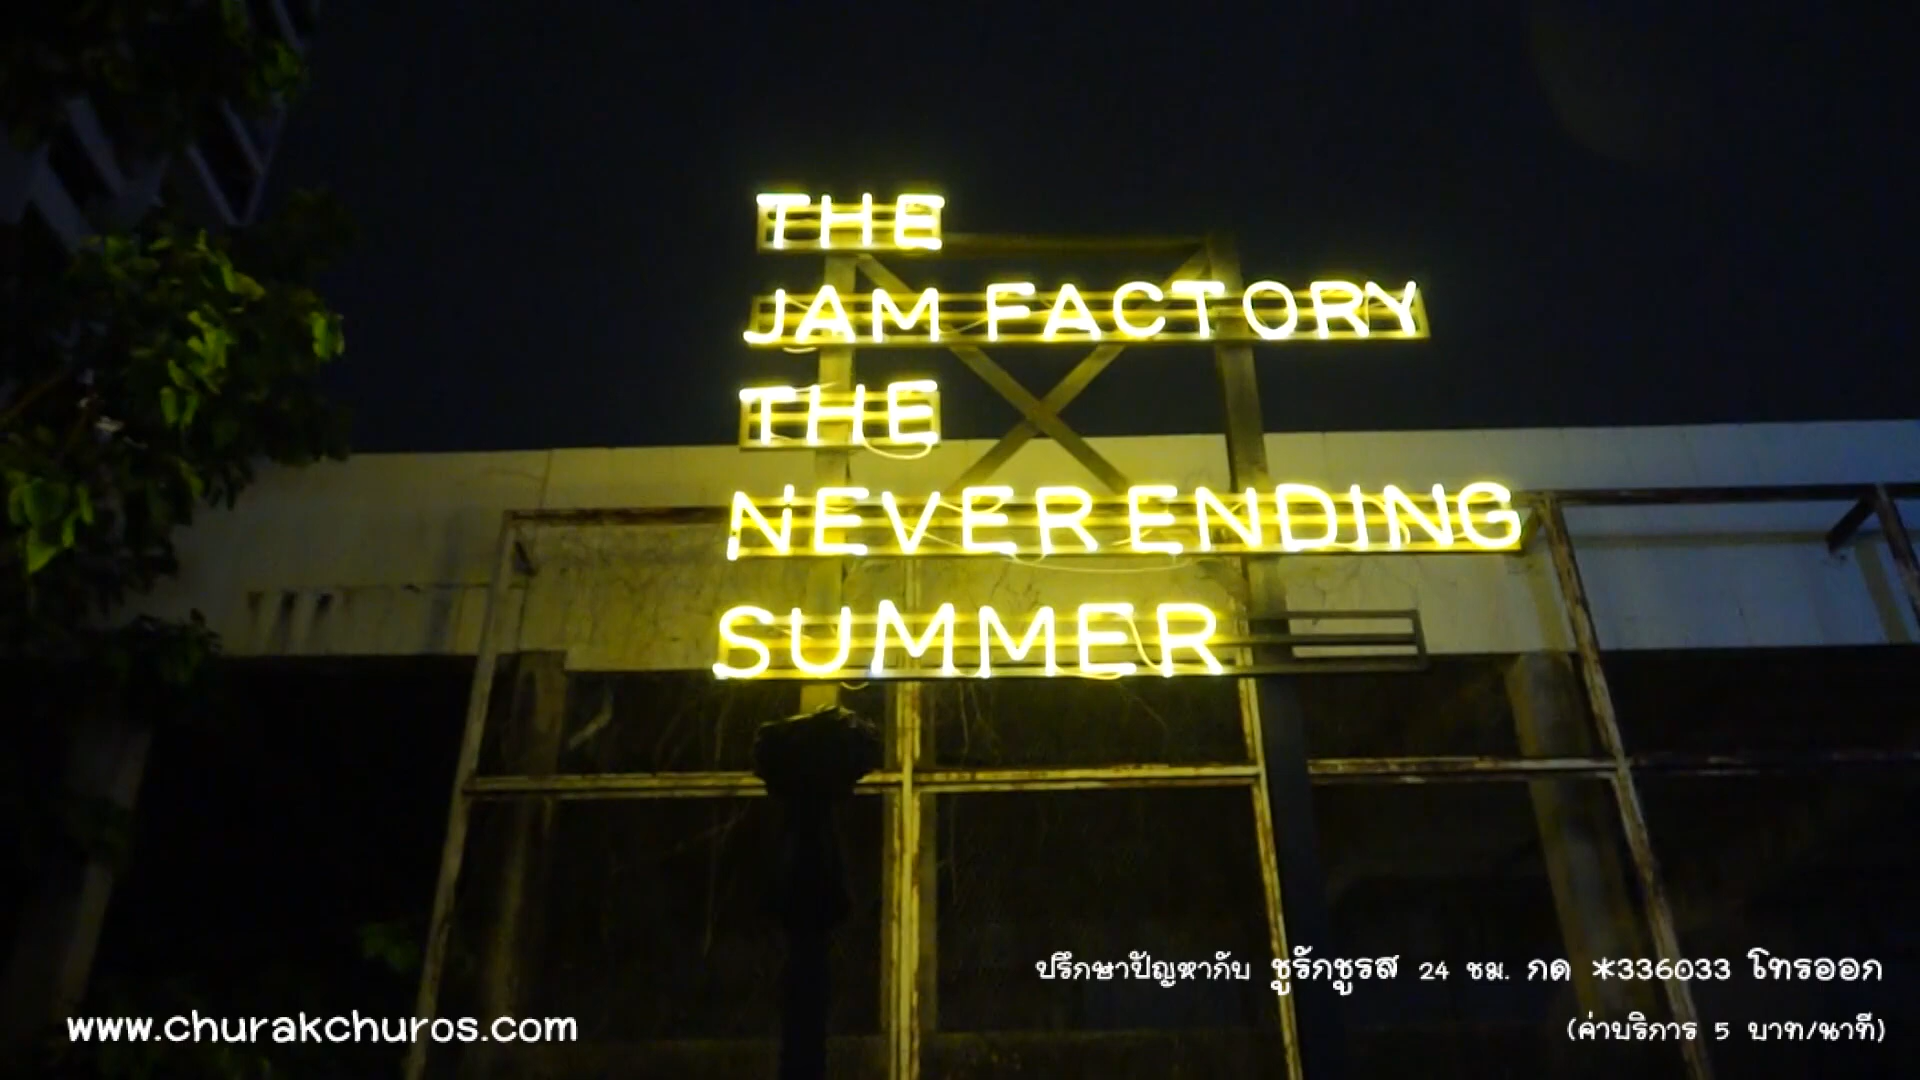 THE
JAM FACTORY
THE
NEVER ENDING
SUMMER
ปรึกษาปัญหากับ ชูรักชูรส 24 ชม. กด *336033 โทรออก
www.churakchuros.com
(ค่าบริการ 5 บาท/นาที)